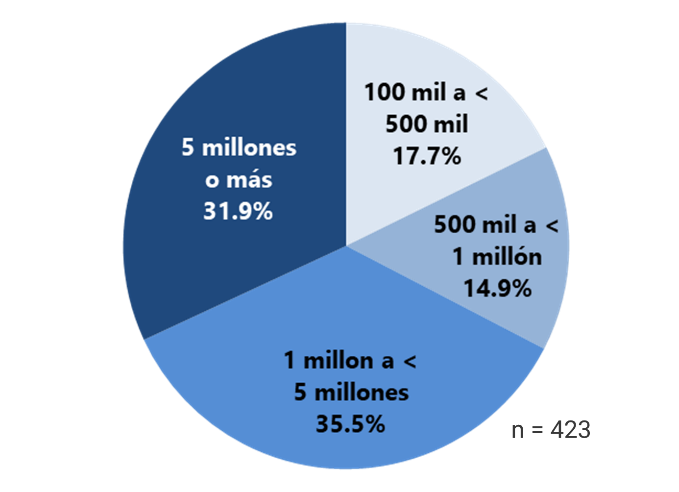 100 mil a <
500 mil
17.7%
5 millones
o más
31.9%
500 mil a <
1 millón
14.9%
1 millon a <
5 millones
35.5%
n = 423